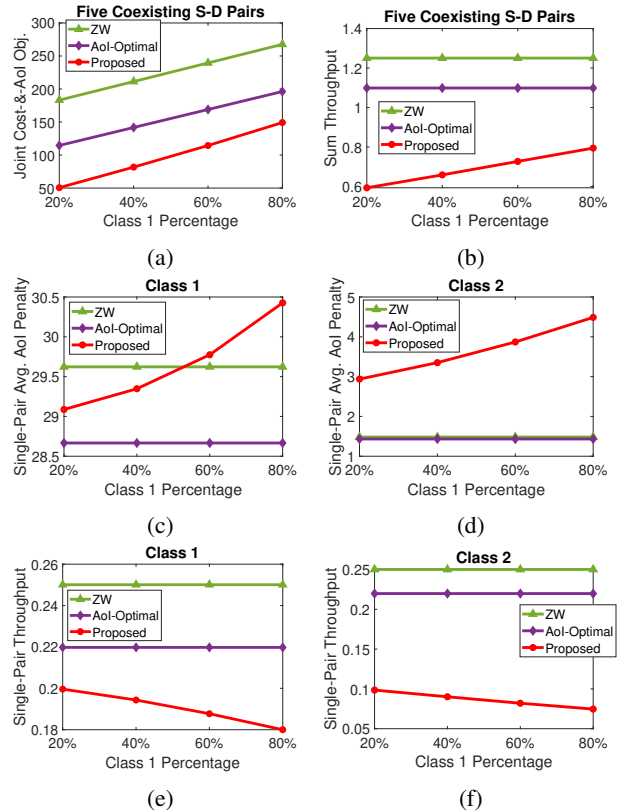 Five Coexisting S-D Pairs
Joint Cost-&-AoI Obj.
300
250
200
150
100
50
ZW
AoI-Optimal
Proposed
20% 40% 60% 80%
Class 1 Percentage
(a)
Five Coexisting S-D Pairs
Sum Throughput
1.4
1.2
1
0.8
0.6
ZW
AoI-Optimal
Proposed
20% 40% 60% 80%
Class 1 Percentage
(b)
Class 1
Single-Pair Avg. AoI Penalty
30.5
30
29.5
29
28.5
ZW
AoI-Optimal
Proposed
20% 40% 60% 80%
Class 1 Percentage
(c)
Class 2
Single-Pair Avg. AoI Penalty
5
4
3
2
1
ZW
AoI-Optimal
Proposed
20% 40% 60% 80%
Class 1 Percentage
(d)
Class 1
Single-Pair Throughput
0.26
0.24
0.22
0.2
0.18
ZW
AoI-Optimal
Proposed
20% 40% 60% 80%
Class 1 Percentage
(e)
Class 2
Single-Pair Throughput
0.25
0.2
0.15
0.1
0.05
ZW
AoI-Optimal
Proposed
20% 40% 60% 80%
Class 1 Percentage
(f)